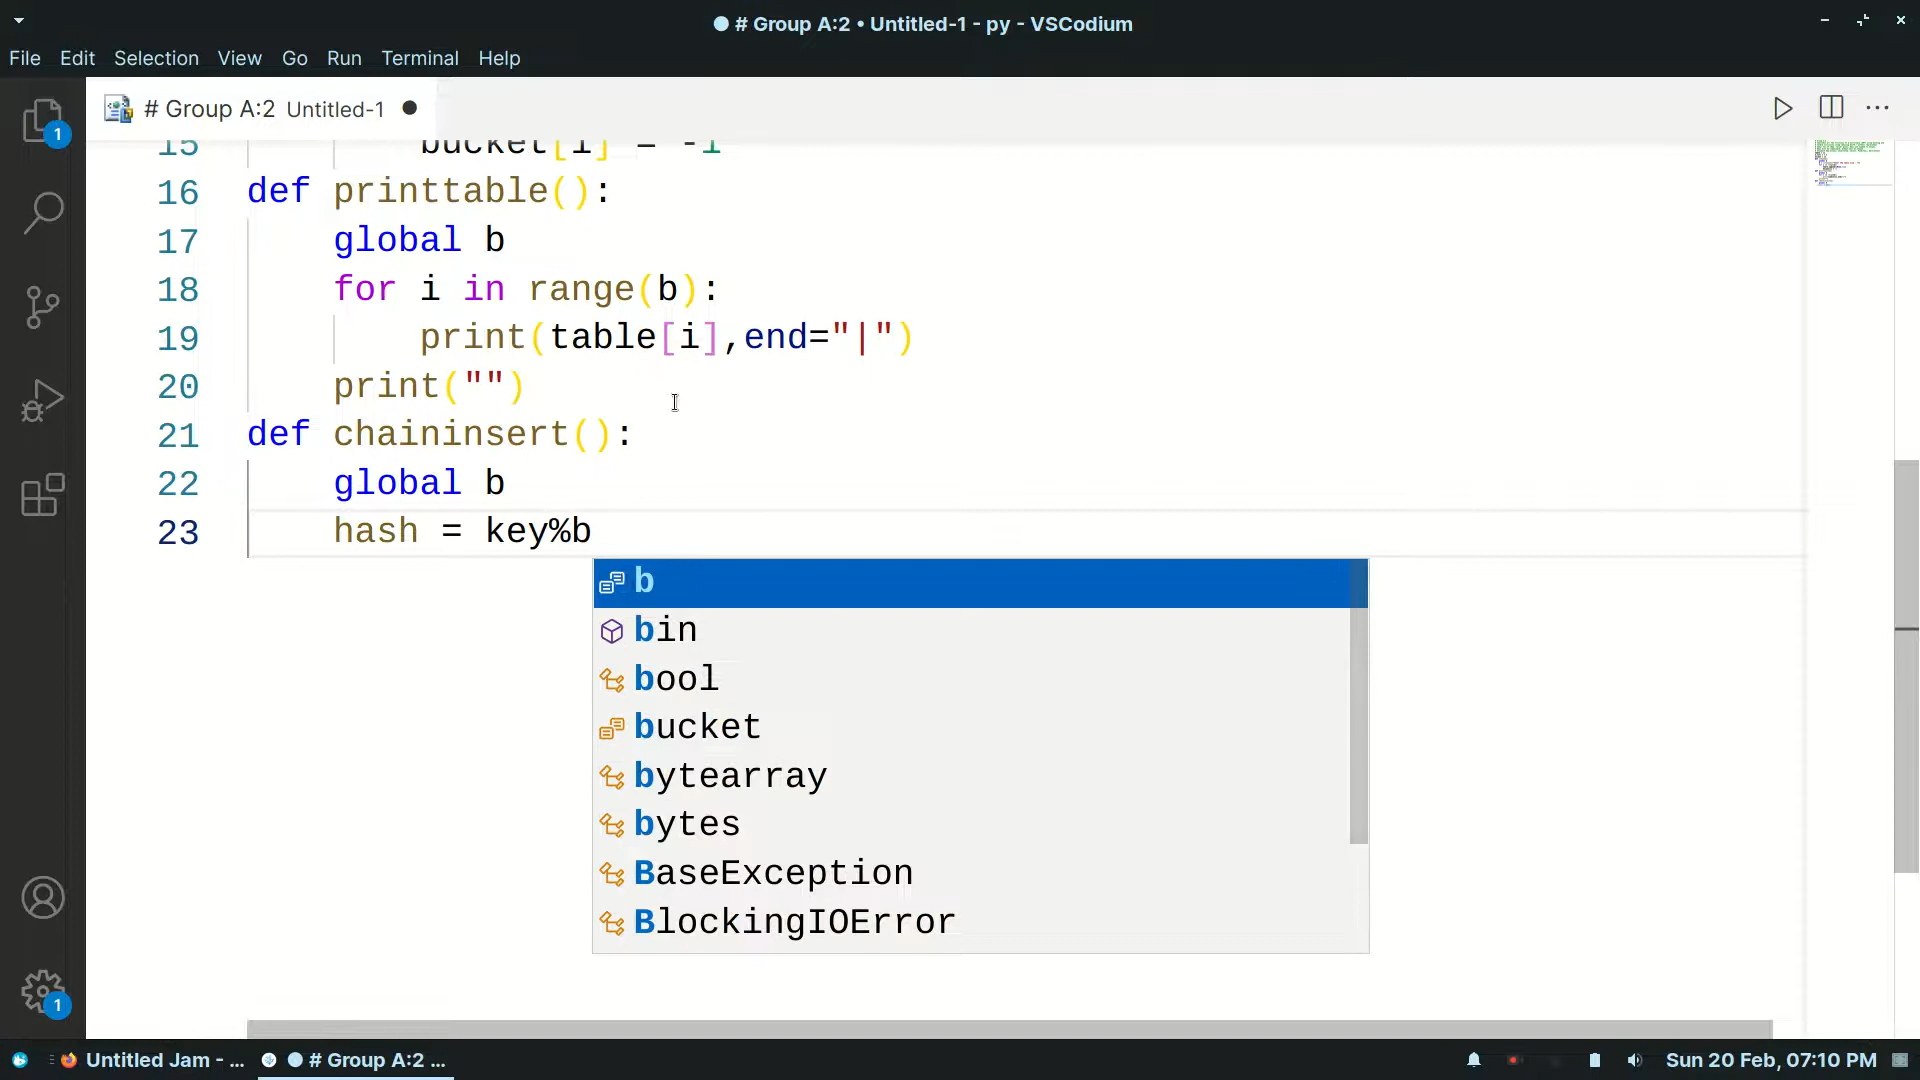 # Group A:2 • Untitled-1 - py - VSCodium
File Edit Selection View Go Run Terminal Help
1
# Group A:2 Untitled-1
15 bucket[i] = -1
16 def printtable():
17 global b
18 for i in range(b):
19 print(table[i],end="|")
20 print("")
21 def chaininsert():
22 global b
23 hash = key%b
b
bin
bool
bucket
bytearray
bytes
BaseException
BlockingIOError
1
Untitled Jam - ... # Group A:2 ... Sun 20 Feb, 07:10 PM